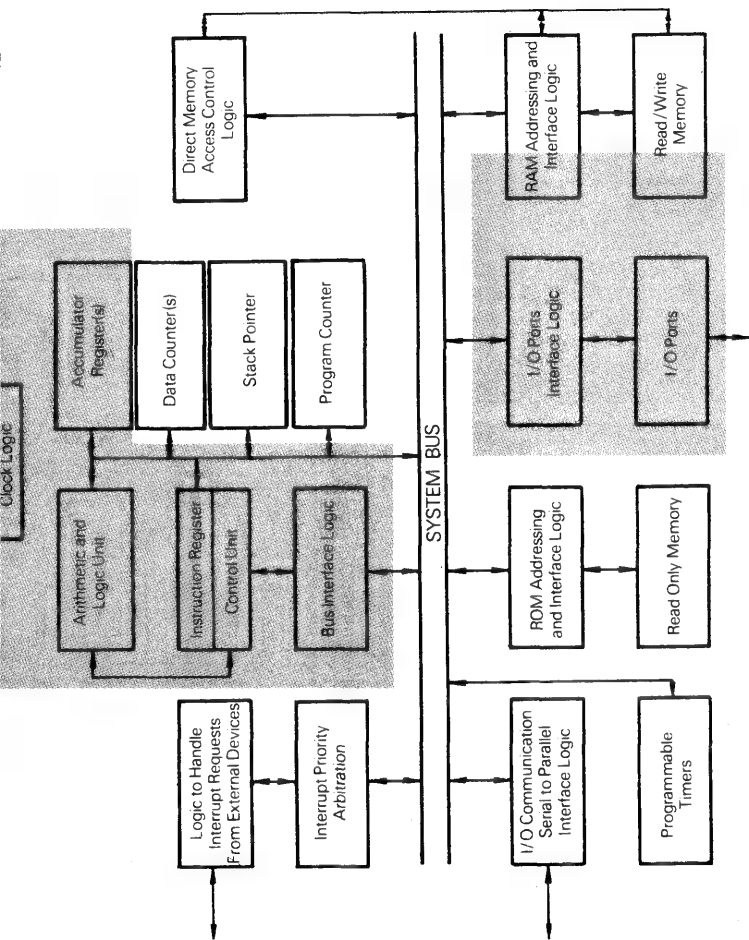 Clock Logic
Arithmetic and
Logic Unit
Accumulator
Register(s)
Data Counter(s)
Stack Pointer
Program Counter
Instruction Register
Control Unit
Bus Interface Logic
Logic to Handle
Interrupt Requests
From External Devices
Interrupt Priority
Arbitration
Direct Memory
Access Control
Logic
SYSTEM BUS
I/O Communication
Serial to Parallel
Interface Logic
Programmable
Timers
ROM Addressing
and Interface Logic
Read Only Memory
I/O Ports
Interface Logic
I/O Ports
RAM Addressing and
Interface Logic
Read/Write
Memory